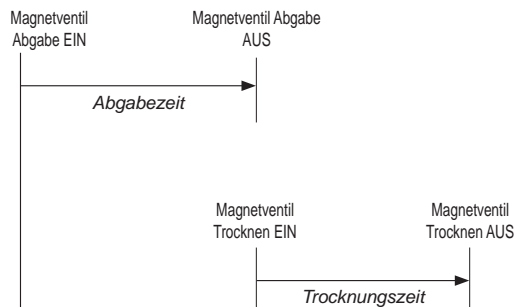 Magnetventil
Abgabe EIN
Magnetventil Abgabe
AUS
Abgabezeit
Magnetventil
Trocknen EIN
Magnetventil
Trocknen AUS
Trocknungszeit